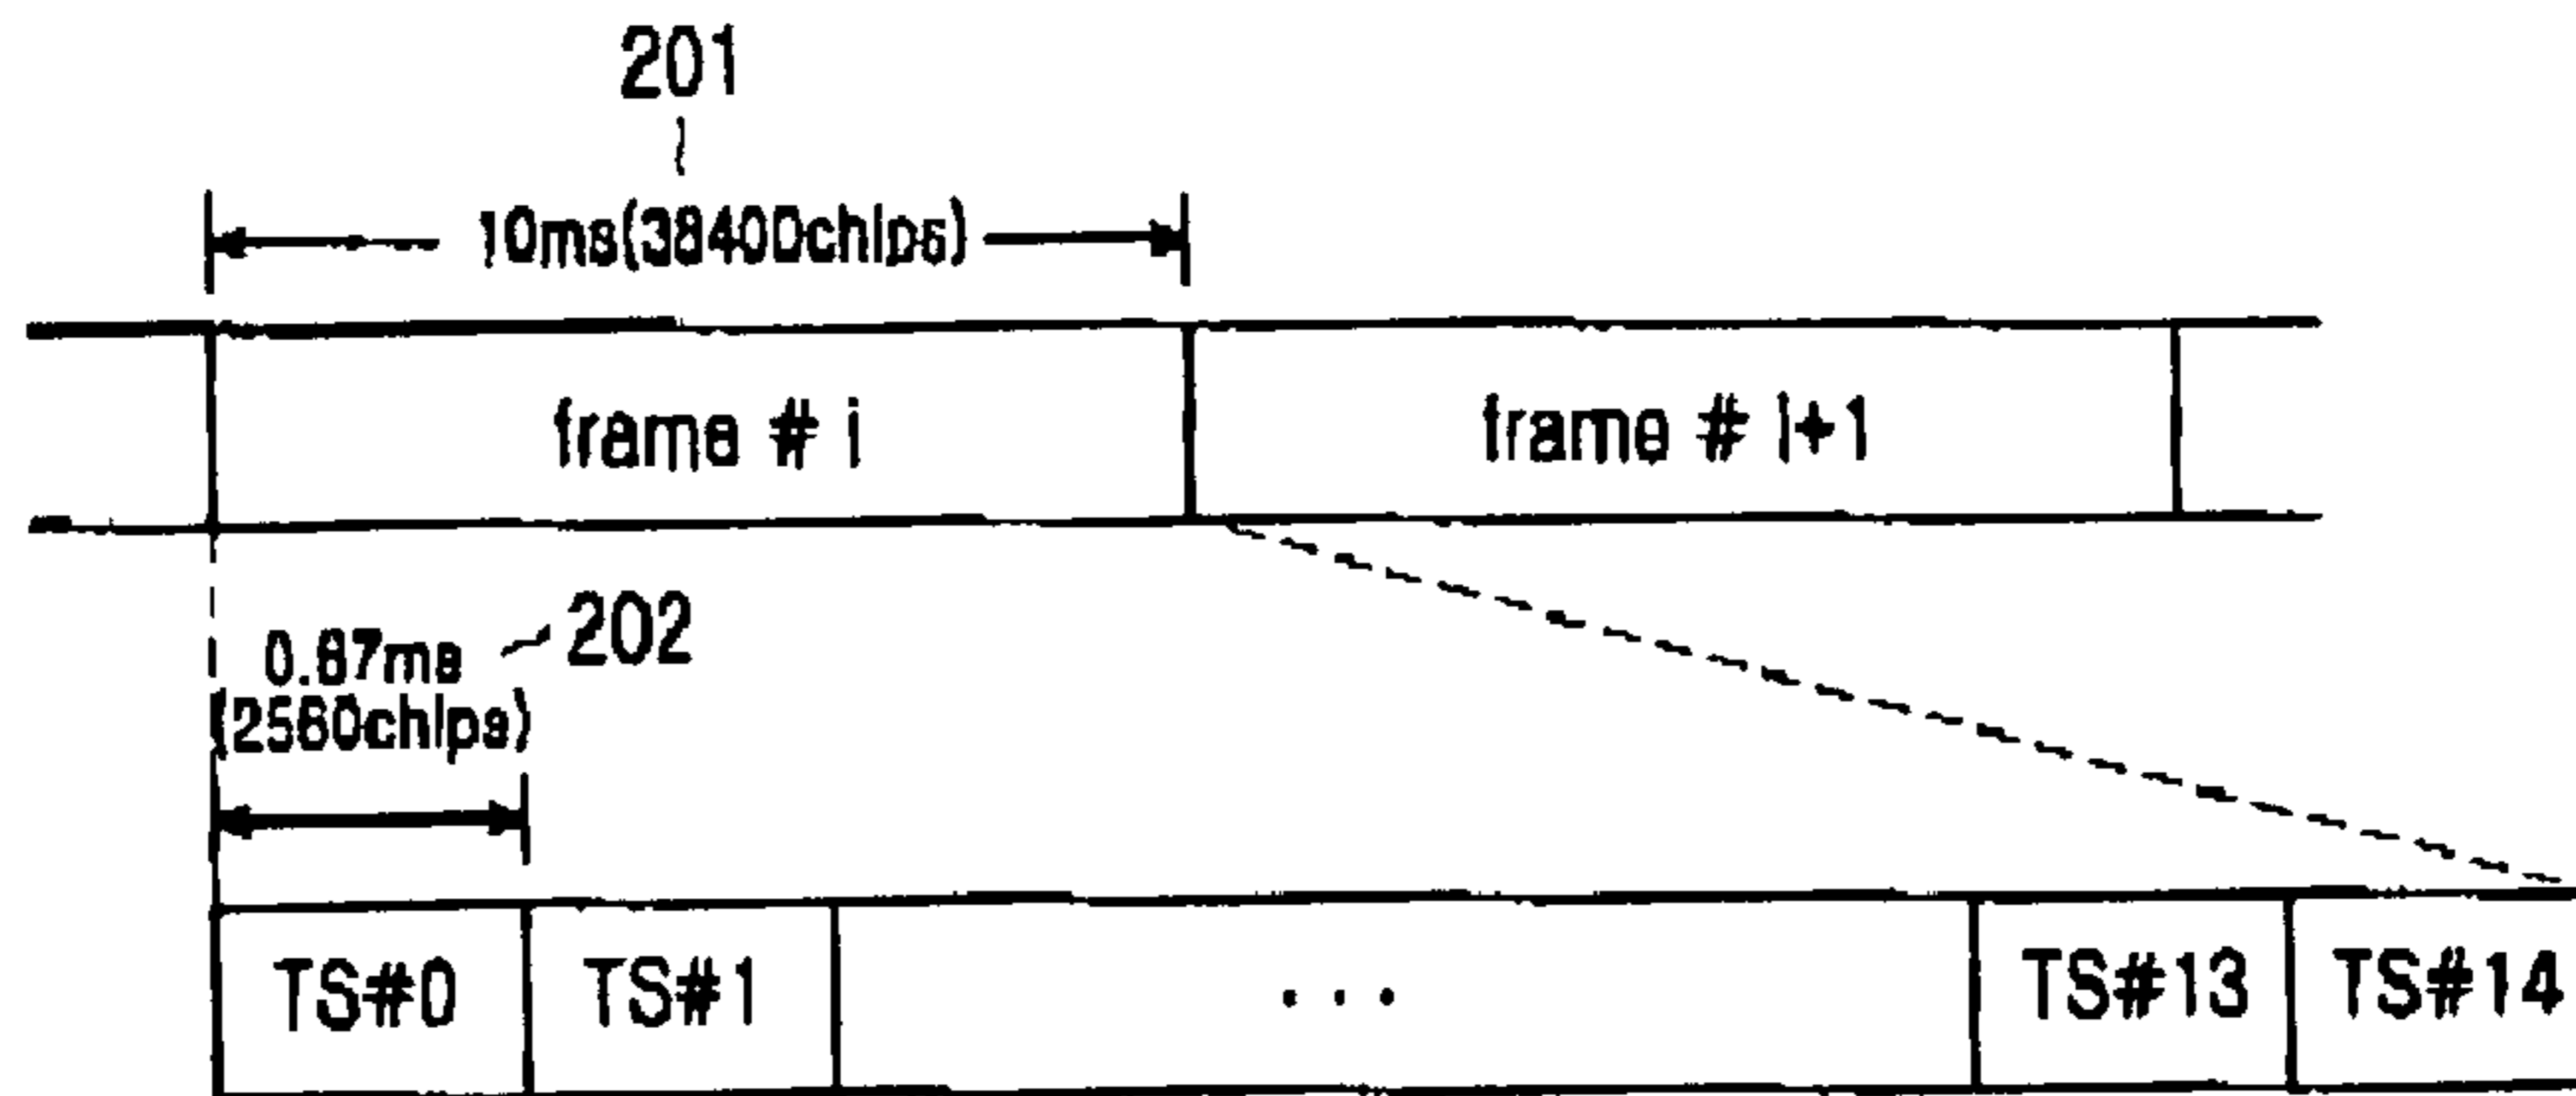 201
10ms(38400chips)
frame # i
frame # i+1
0.67ms
202
(2560chips)
TS#0
TS#1
...
TS#13
TS#14